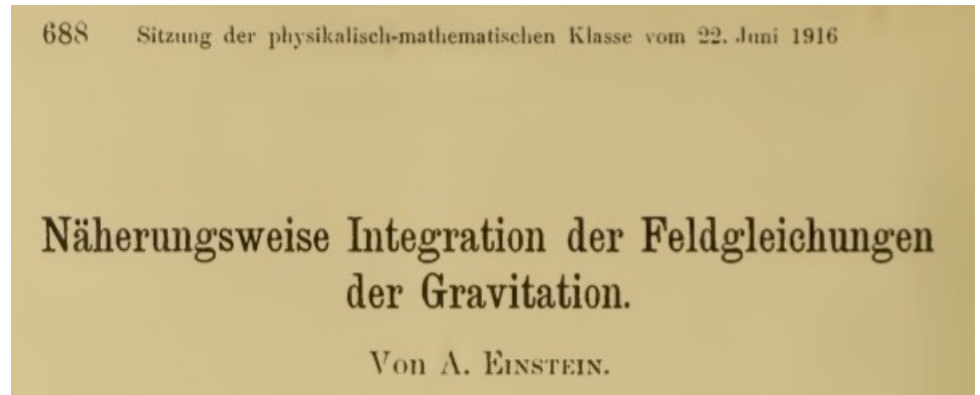 688 Sitzung der physikalisch-mathematischen Klasse vom 22. Juni 1916
Näherungsweise Integration der Feldgleichungen
der Gravitation.
Von A. Einstein.